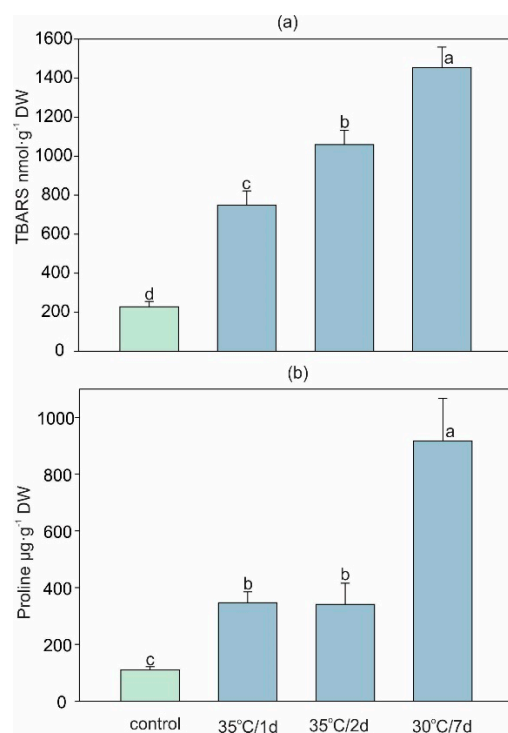 (a)
1600
1400
1200
1000
800
600
400
200
0
TBARS nmol·g⁻¹ DW
d
c
b
a
(b)
1000
800
600
400
200
0
Proline µg·g⁻¹ DW
c
b
b
a
control 35°C/1d 35°C/2d 30°C/7d